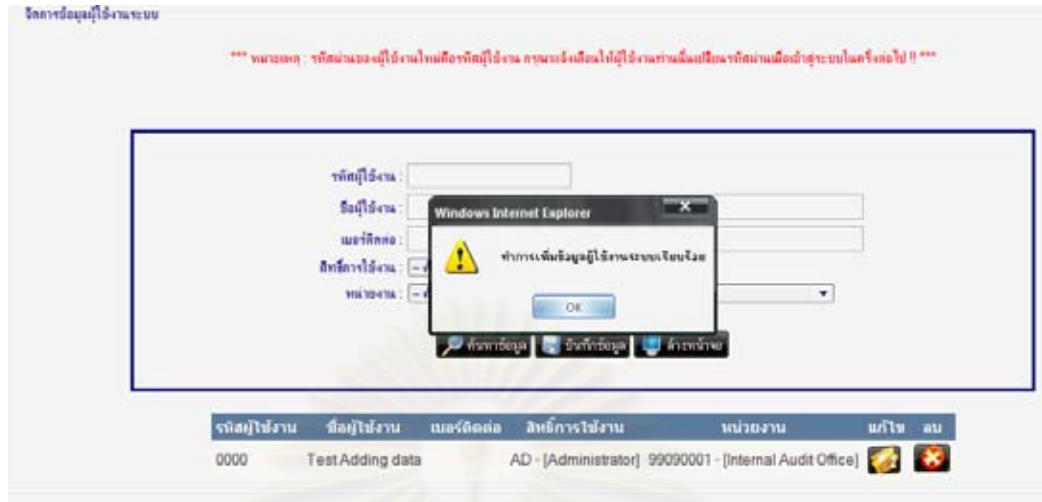 จัดการข้อมูลผู้ใช้งานระบบ
*** หมายเหตุ : รหัสผ่านของผู้ใช้งานใหม่คือรหัสผู้ใช้งาน กรุณาแจ้งเตือนให้ผู้ใช้งานท่านนั้นเปลี่ยนรหัสผ่านเมื่อเข้าสู่ระบบในครั้งต่อไป !! ***
รหัสผู้ใช้งาน :
ชื่อผู้ใช้งาน :
เบอร์ติดต่อ :
สิทธิ์การใช้งาน :
หน่วยงาน :
Windows Internet Explorer
ทำการเพิ่มข้อมูลผู้ใช้งานระบบเรียบร้อย
OK
ค้นหาข้อมูล บันทึกข้อมูล ล้างหน้าจอ
รหัสผู้ใช้งาน ชื่อผู้ใช้งาน เบอร์ติดต่อ สิทธิ์การใช้งาน หน่วยงาน แก้ไข ลบ
0000 Test Adding data AD - [Administrator] 99090001 - [Internal Audit Office]